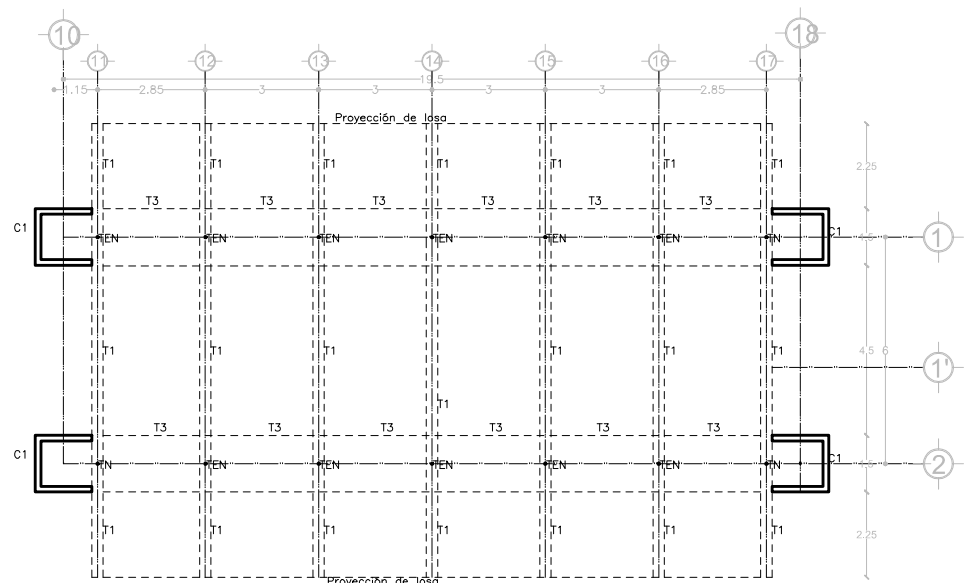 10 18
11 12 13 14 15 16 17
19.5
1.15 2.85 3 3 3 3 2.85
Proyección de losa
T1 T1 T1 T1 T1 T1 T1
2.25
T3 T3 T3 T3 T3 T3
C1 C1
TEN TEN TEN TEN TEN TEN TN
1.5 1
T1 T1 T1 T1 T1 T1
4.5 6
1'
T1
T3 T3 T3 T3 T3 T3
C1 C1
TN TEN TEN TEN TEN TEN TN
1.5 2
T1 T1 T1 T1 T1 T1 T1
2.25
Proyección de losa